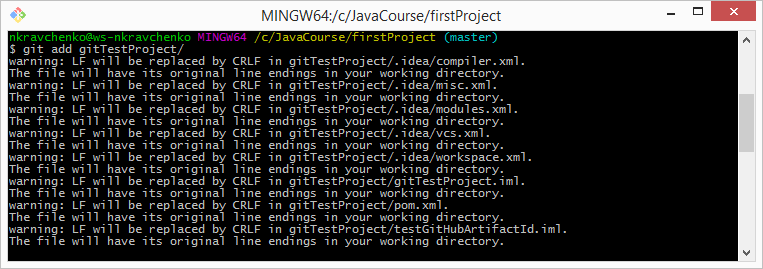 MINGW64:/c/JavaCourse/firstProject
nkravchenko@ws-nkravchenko MINGW64 /c/JavaCourse/firstProject (master)
$ git add gitTestProject/
warning: LF will be replaced by CRLF in gitTestProject/.idea/compiler.xml.
The file will have its original line endings in your working directory.
warning: LF will be replaced by CRLF in gitTestProject/.idea/misc.xml.
The file will have its original line endings in your working directory.
warning: LF will be replaced by CRLF in gitTestProject/.idea/modules.xml.
The file will have its original line endings in your working directory.
warning: LF will be replaced by CRLF in gitTestProject/.idea/vcs.xml.
The file will have its original line endings in your working directory.
warning: LF will be replaced by CRLF in gitTestProject/.idea/workspace.xml.
The file will have its original line endings in your working directory.
warning: LF will be replaced by CRLF in gitTestProject/gitTestProject.iml.
The file will have its original line endings in your working directory.
warning: LF will be replaced by CRLF in gitTestProject/pom.xml.
The file will have its original line endings in your working directory.
warning: LF will be replaced by CRLF in gitTestProject/testGitHubArtifactId.iml.
The file will have its original line endings in your working directory.